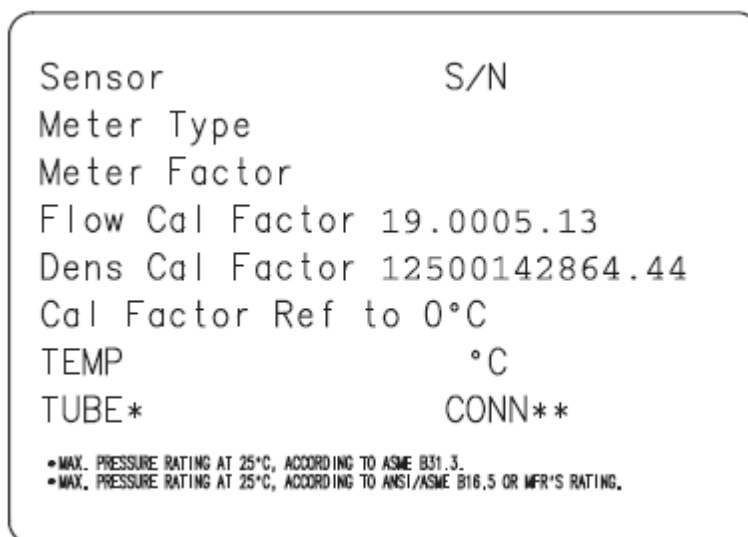 Sensor S/N
Meter Type
Meter Factor
Flow Cal Factor 19.0005.13
Dens Cal Factor 12500142864.44
Cal Factor Ref to 0°C
TEMP °C
TUBE* CONN**
*MAX. PRESSURE RATING AT 25°C, ACCORDING TO ASME B31.3.
*MAX. PRESSURE RATING AT 25°C, ACCORDING TO ANSI/ASME B16.5 OR MFR'S RATING.